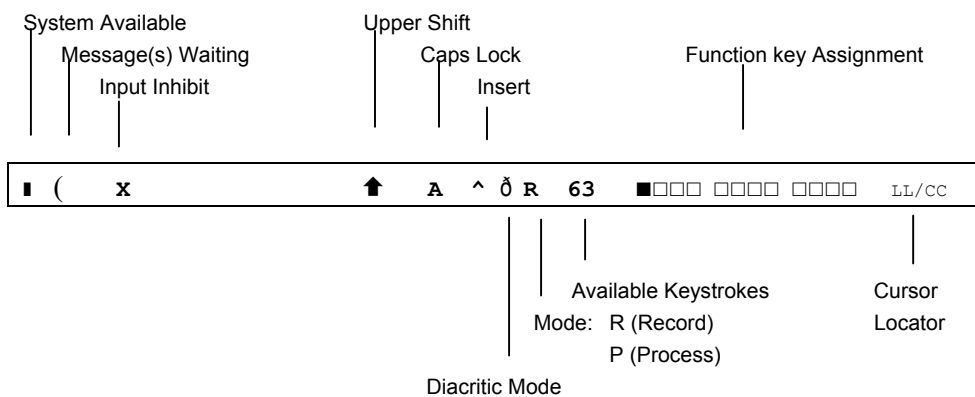 System Available Upper Shift
Message(s) Waiting Caps Lock Function key Assignment
Input Inhibit Insert
▮ ( X ⬆ A ^ ð R 63 ■□□□ □□□□ □□□□ LL/CC
Available Keystrokes Cursor
Mode: R (Record) Locator
P (Process)
Diacritic Mode